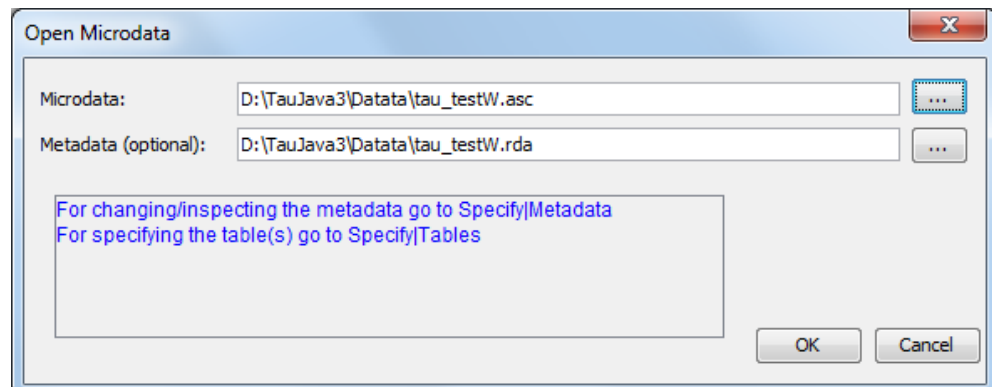 Open Microdata
Microdata: D:\TauJava3\Datata\tau_testW.asc ...
Metadata (optional): D:\TauJava3\Datata\tau_testW.rda ...
For changing/inspecting the metadata go to Specify|Metadata
For specifying the table(s) go to Specify|Tables
OK Cancel